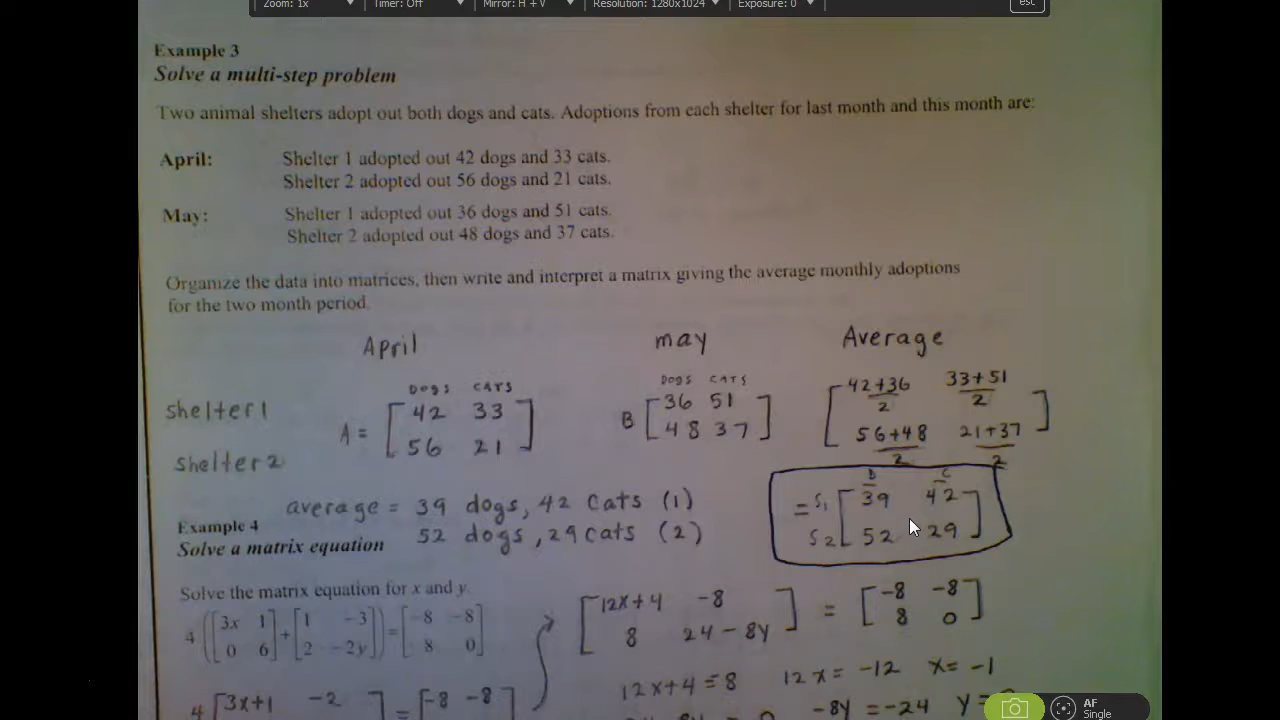 Zoom: 1x Timer: Off Mirror: H + V Resolution: 1280x1024 Exposure: 0 esc
Example 3
Solve a multi-step problem
Two animal shelters adopt out both dogs and cats. Adoptions from each shelter for last month and this month are:
April: Shelter 1 adopted out 42 dogs and 33 cats.
Shelter 2 adopted out 56 dogs and 21 cats.
May: Shelter 1 adopted out 36 dogs and 51 cats.
Shelter 2 adopted out 48 dogs and 37 cats.
Organize the data into matrices, then write and interpret a matrix giving the average monthly adoptions
for the two month period.
April may Average
DOGS CATS DOGS CATS
shelter1 A = [42 33 B [36 51 [42+36/2 33+51/2
shelter2 56 21] 48 37] 56+48/2 21+37/2]
D C
average = 39 dogs, 42 cats (1) = S1 [39 42
52 dogs, 29 cats (2) S2 52 29]
Example 4
Solve a matrix equation
Solve the matrix equation for x and y.
4([3x 1 + [1 -3) = [-8 -8 [12x+4 -8 = [-8 -8
0 6] 2 -2y] 8 0] 8 24-8y] 8 0]
4[3x+1 -2 ] = [-8 -8] 12x+4=8 12x = -12 x = -1
-8y = -24 y =
AF
Single